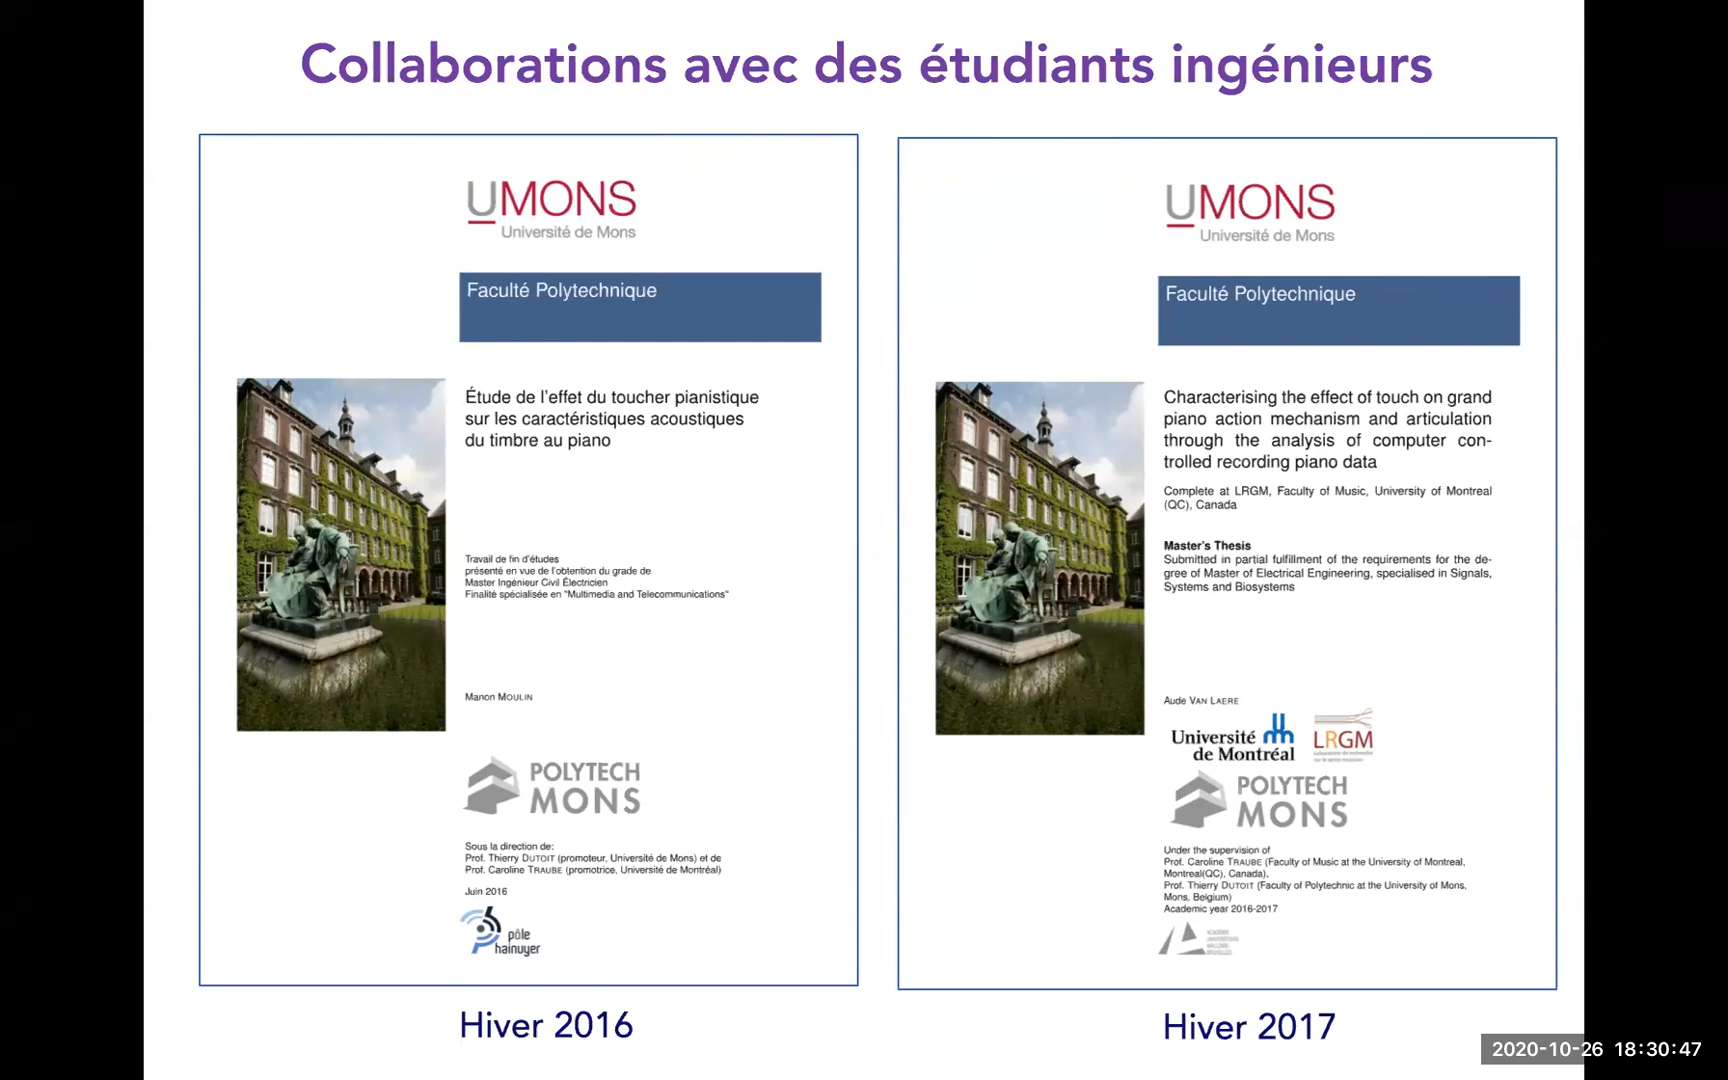 Collaborations avec des étudiants ingénieurs
UMONS
Université de Mons
Faculté Polytechnique
Étude de l'effet du toucher pianistique
sur les caractéristiques acoustiques
du timbre au piano
Travail de fin d'études
présenté en vue de l'obtention du grade de
Master Ingénieur Civil Électricien
Finalité spécialisée en "Multimedia and Telecommunications"
Manon MOULIN
POLYTECH
MONS
Sous la direction de:
Prof. Thierry DUTOIT (promoteur, Université de Mons) et de
Prof. Caroline TRAUBE (promotrice, Université de Montréal)
Juin 2016
pôle
hainuyer
Hiver 2016
UMONS
Université de Mons
Faculté Polytechnique
Characterising the effect of touch on grand
piano action mechanism and articulation
through the analysis of computer con-
trolled recording piano data
Complete at LRGM, Faculty of Music, University of Montreal
(QC), Canada
Master's Thesis
Submitted in partial fulfillment of the requirements for the de-
gree of Master of Electrical Engineering, specialised in Signals,
Systems and Biosystems
Aude VAN LAERE
Université
de Montréal
LRGM
POLYTECH
MONS
Under the supervision of
Prof. Caroline TRAUBE (Faculty of Music at the University of Montreal,
Montreal(QC), Canada),
Prof. Thierry DUTOIT (Faculty of Polytechnic at the University of Mons,
Mons, Belgium)
Academic year 2016-2017
Hiver 2017
2020-10-26 18:30:47